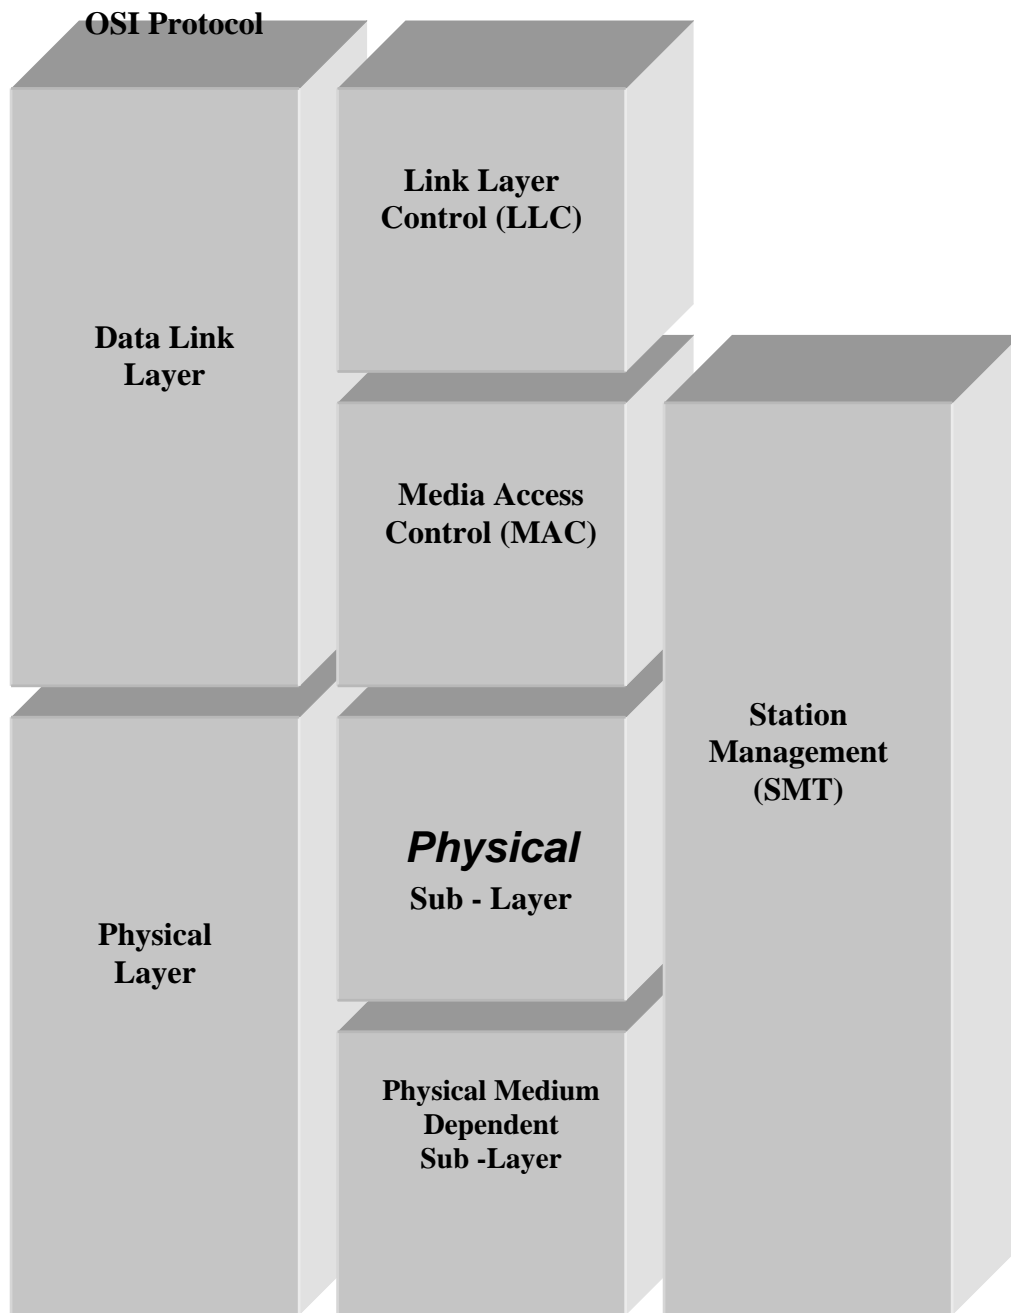 OSI Protocol
Link Layer
Control (LLC)
Data Link
Layer
Media Access
Control (MAC)
Station
Management
(SMT)
Physical
Sub - Layer
Physical
Layer
Physical Medium
Dependent
Sub -Layer